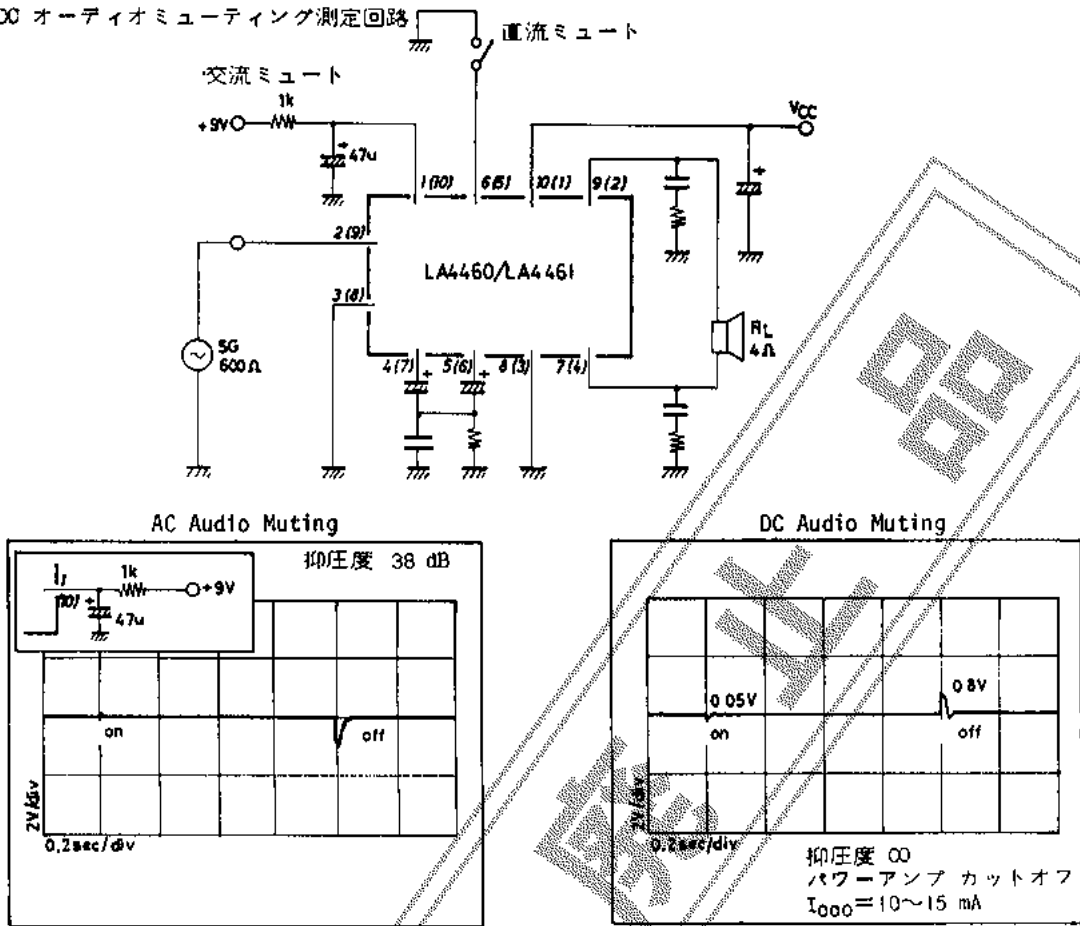 オーディオミューティング測定回路
直流ミュート
交流ミュート
1k
+9V
47u
VCC
1(10) 6(5) 10(1) 9(2)
2(9)
LA4460/LA4461
3(8)
SG
600Ω
RL
4Ω
4(7) 5(6) 8(3) 7(4)
AC Audio Muting
抑圧度 38 dB
1k
+9V
(10)
47u
on
off
2V/div
0.2sec/div
DC Audio Muting
0.05V
0.8V
on
off
2V/div
0.2sec/div
抑圧度 ∞
パワーアンプ カットオフ
Iccc=10～15 mA